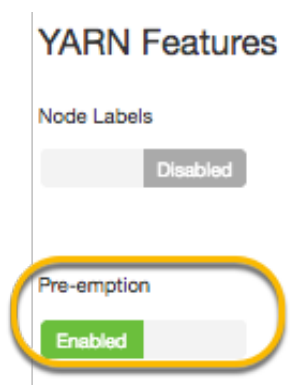 YARN Features
Node Labels
Disabled
Pre-emption
Enabled